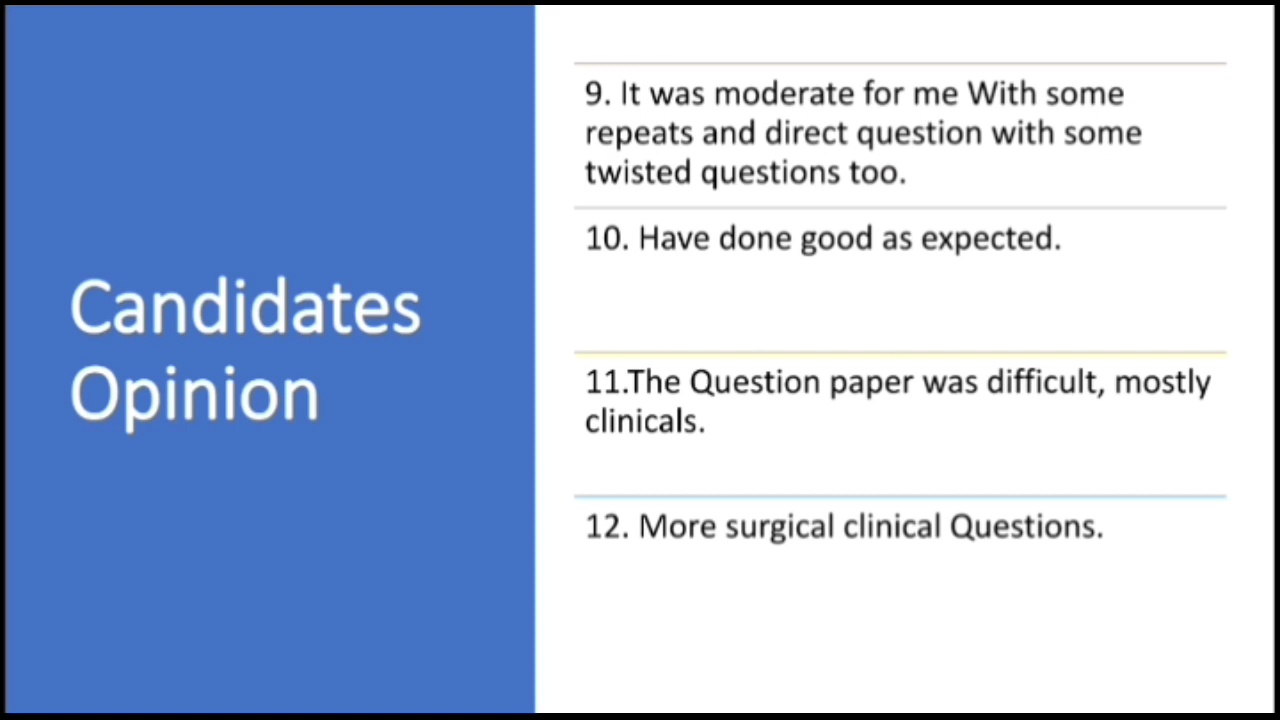 Candidates
Opinion
9. It was moderate for me With some
repeats and direct question with some
twisted questions too.
10. Have done good as expected.
11.The Question paper was difficult, mostly
clinicals.
12. More surgical clinical Questions.